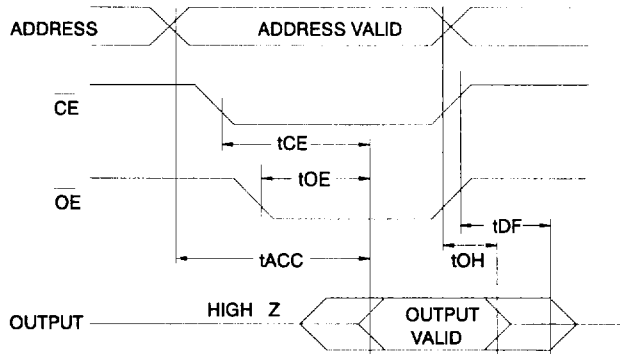 ADDRESS
ADDRESS VALID
CE
tCE
tOE
OE
tDF
tACC
tOH
HIGH Z
OUTPUT
OUTPUT
VALID